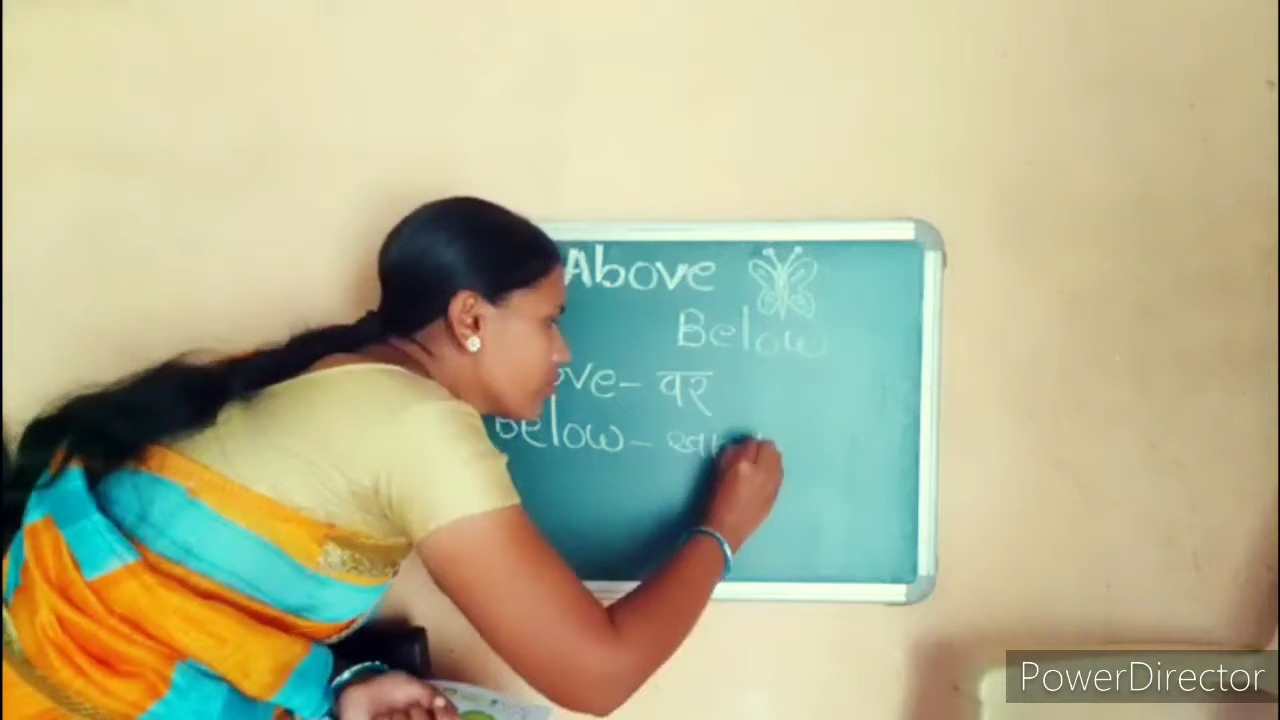 Above
Below
ove- वर
Below-
PowerDirector